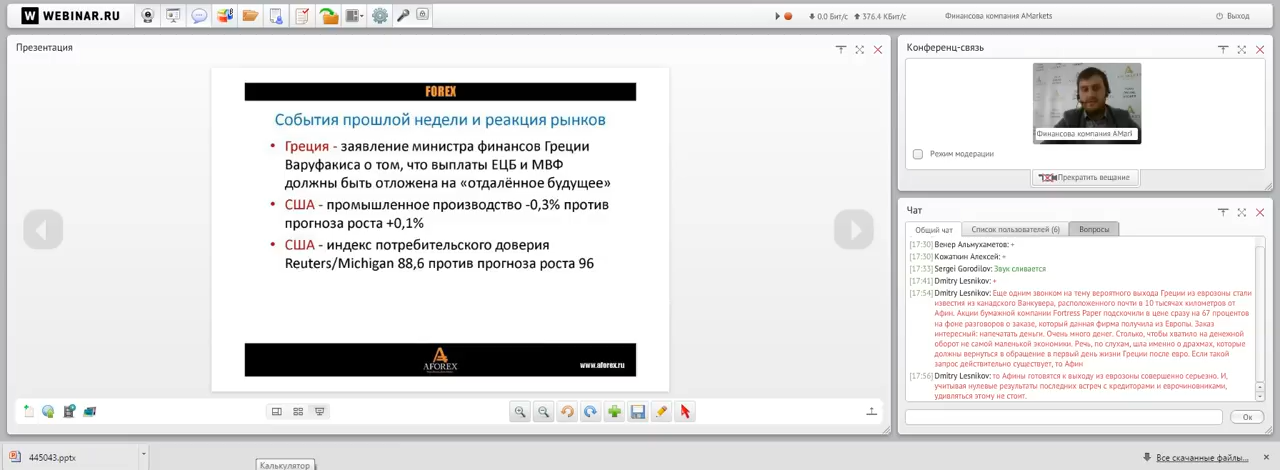 W WEBINAR.RU
0.0 Бит/с
376.4 КБит/с
Финансова компания AMarkets
Выход
Презентация
FOREX
События прошлой недели и реакция рынков
• Греция - заявление министра финансов Греции
Варуфакиса о том, что выплаты ЕЦБ и МВФ
должны быть отложена на «отдалённое будущее»
• США - промышленное производство -0,3% против
прогноза роста +0,1%
• США - индекс потребительского доверия
Reuters/Michigan 88,6 против прогноза роста 96
AFOREX
www.aforex.ru
Конференц-связь
Финансова компания AMarl
Режим модерации
Прекратить вещание
Чат
Общий чат
Список пользователей (6)
Вопросы
[17:30] Венер Альмухаметов: +
[17:30] Кожаткин Алексей: +
[17:33] Sergei Gorodilov: Звук сливается
[17:41] Dmitry Lesnikov: +
[17:54] Dmitry Lesnikov: Еще одним звонком на тему вероятного выхода Греции из еврозоны стали
известия из канадского Ванкувера, расположенного почти в 10 тысячах километров от
Афин. Акции бумажной компании Fortress Paper подскочили в цене сразу на 67 процентов
на фоне разговоров о заказе, который данная фирма получила из Европы. Заказ
интересный: напечатать деньги. Очень много денег. Столько, чтобы хватило на денежной
оборот не самой маленькой экономики. Речь, по слухам, шла именно о драхмах, которые
должны вернуться в обращение в первый день жизни Греции после евро. Если такой
запрос действительно существует, то Афин
[17:56] Dmitry Lesnikov: то Афины готовятся к выходу из еврозоны совершенно серьезно. И,
учитывая нулевые результаты последних встреч с кредиторами и еврочиновниками,
удивляться этому не стоит.
Ок
445043.pptx
Калькулятор
Все скачанные файлы...